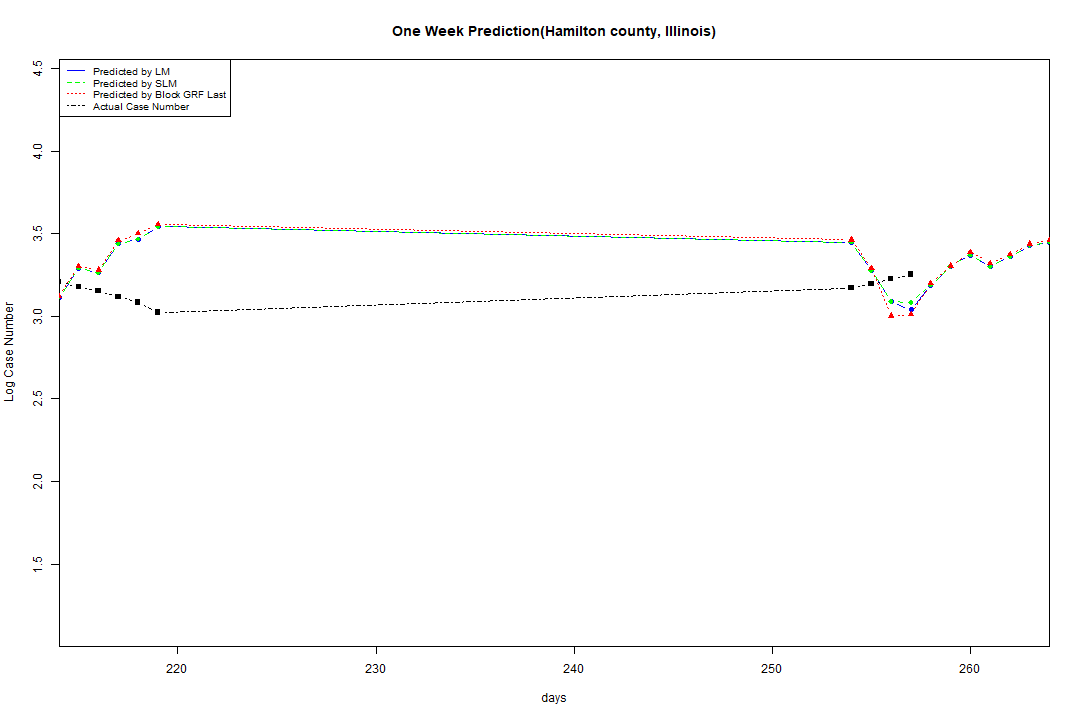 One Week Prediction(Hamilton county, Illinois)
Predicted by LM
Predicted by SLM
Predicted by Block GRF Last
Actual Case Number
4.5
4.0
3.5
3.0
2.5
2.0
1.5
Log Case Number
220 230 240 250 260
days